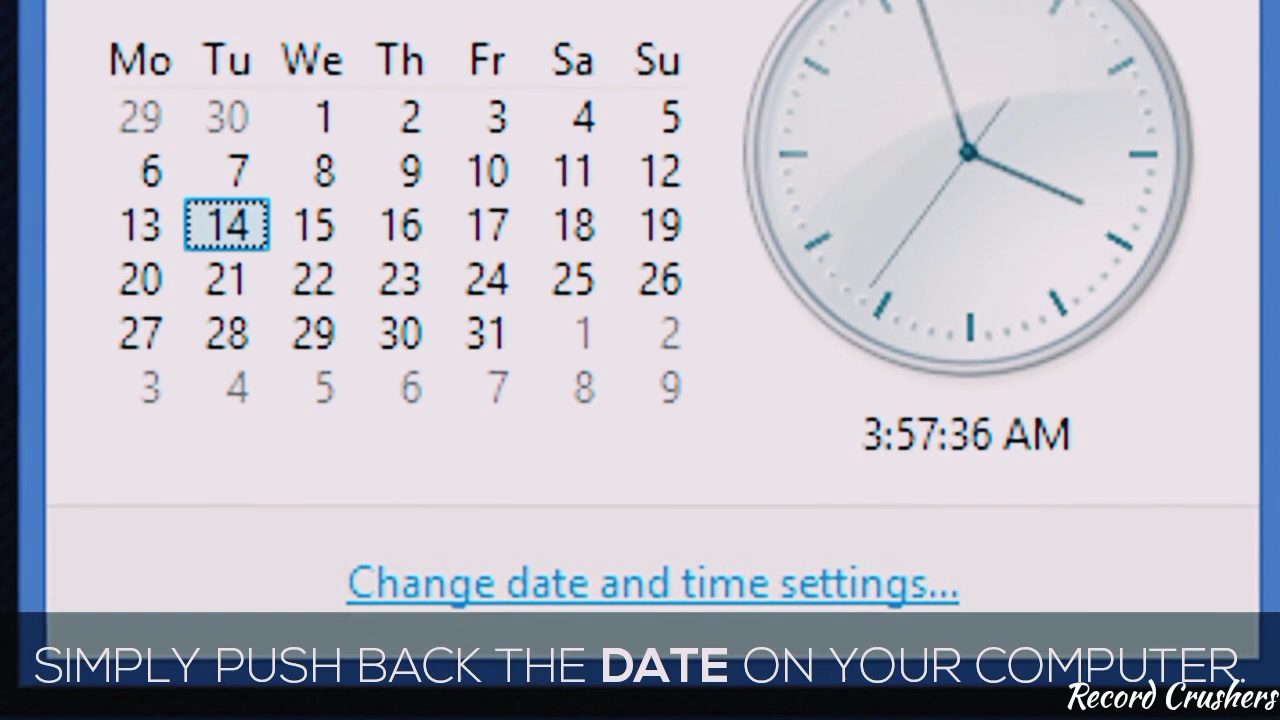 Mo Tu We Th Fr Sa Su
29 30 1 2 3 4 5
6 7 8 9 10 11 12
13 14 15 16 17 18 19
20 21 22 23 24 25 26
27 28 29 30 31 1 2
3 4 5 6 7 8 9
3:57:36 AM
Change date and time settings...
SIMPLY PUSH BACK THE DATE ON YOUR COMPUTER.
Record Crushers